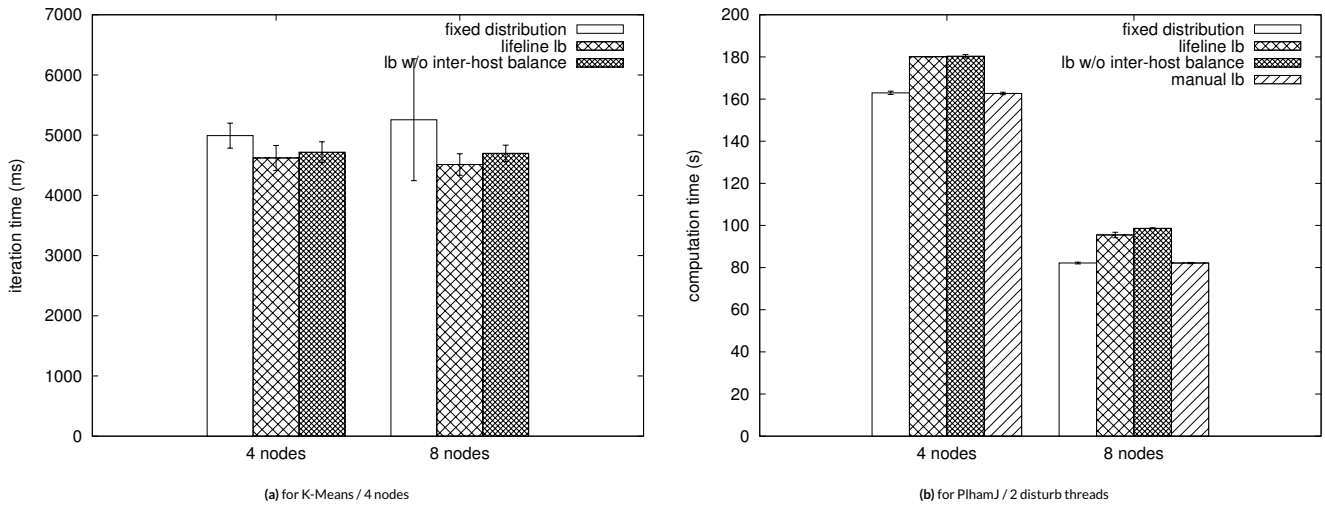 7000
6000
5000
4000
3000
2000
1000
0
iteration time (ms)
fixed distribution
lifeline lb
lb w/o inter-host balance
4 nodes
8 nodes
(a) for K-Means / 4 nodes
200
180
160
140
120
100
80
60
40
20
0
computation time (s)
fixed distribution
lifeline lb
lb w/o inter-host balance
manual lb
4 nodes
8 nodes
(b) for PlhamJ / 2 disturb threads